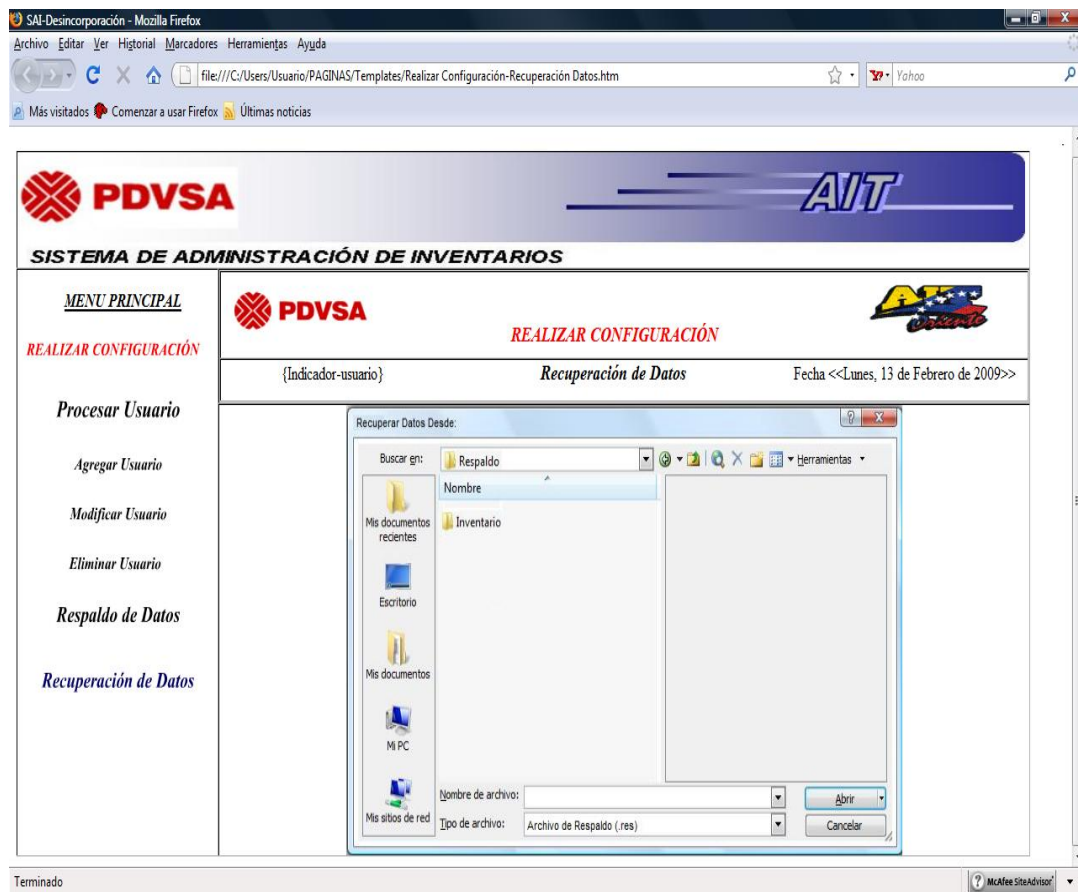 SAI-Desincorporación - Mozilla Firefox
Archivo Editar Ver Historial Marcadores Herramientas Ayuda
file:///C:/Users/Usuario/PAGINAS/Templates/Realizar Configuración-Recuperación Datos.htm
Yahoo
Más visitados Comenzar a usar Firefox Últimas noticias
PDVSA
AIT
SISTEMA DE ADMINISTRACIÓN DE INVENTARIOS
MENU PRINCIPAL
REALIZAR CONFIGURACIÓN
Procesar Usuario
Agregar Usuario
Modificar Usuario
Eliminar Usuario
Respaldo de Datos
Recuperación de Datos
PDVSA
REALIZAR CONFIGURACIÓN
AIT
Oriente
{Indicador-usuario}
Recuperación de Datos
Fecha <<Lunes, 13 de Febrero de 2009>>
Recuperar Datos Desde:
Buscar en:
Respaldo
Herramientas
Nombre
Inventario
Mis documentos
recientes
Escritorio
Mis documentos
Mi PC
Mis sitios de red
Nombre de archivo:
Abrir
Tipo de archivo:
Archivo de Respaldo (.res)
Cancelar
Terminado
McAfee SiteAdvisor